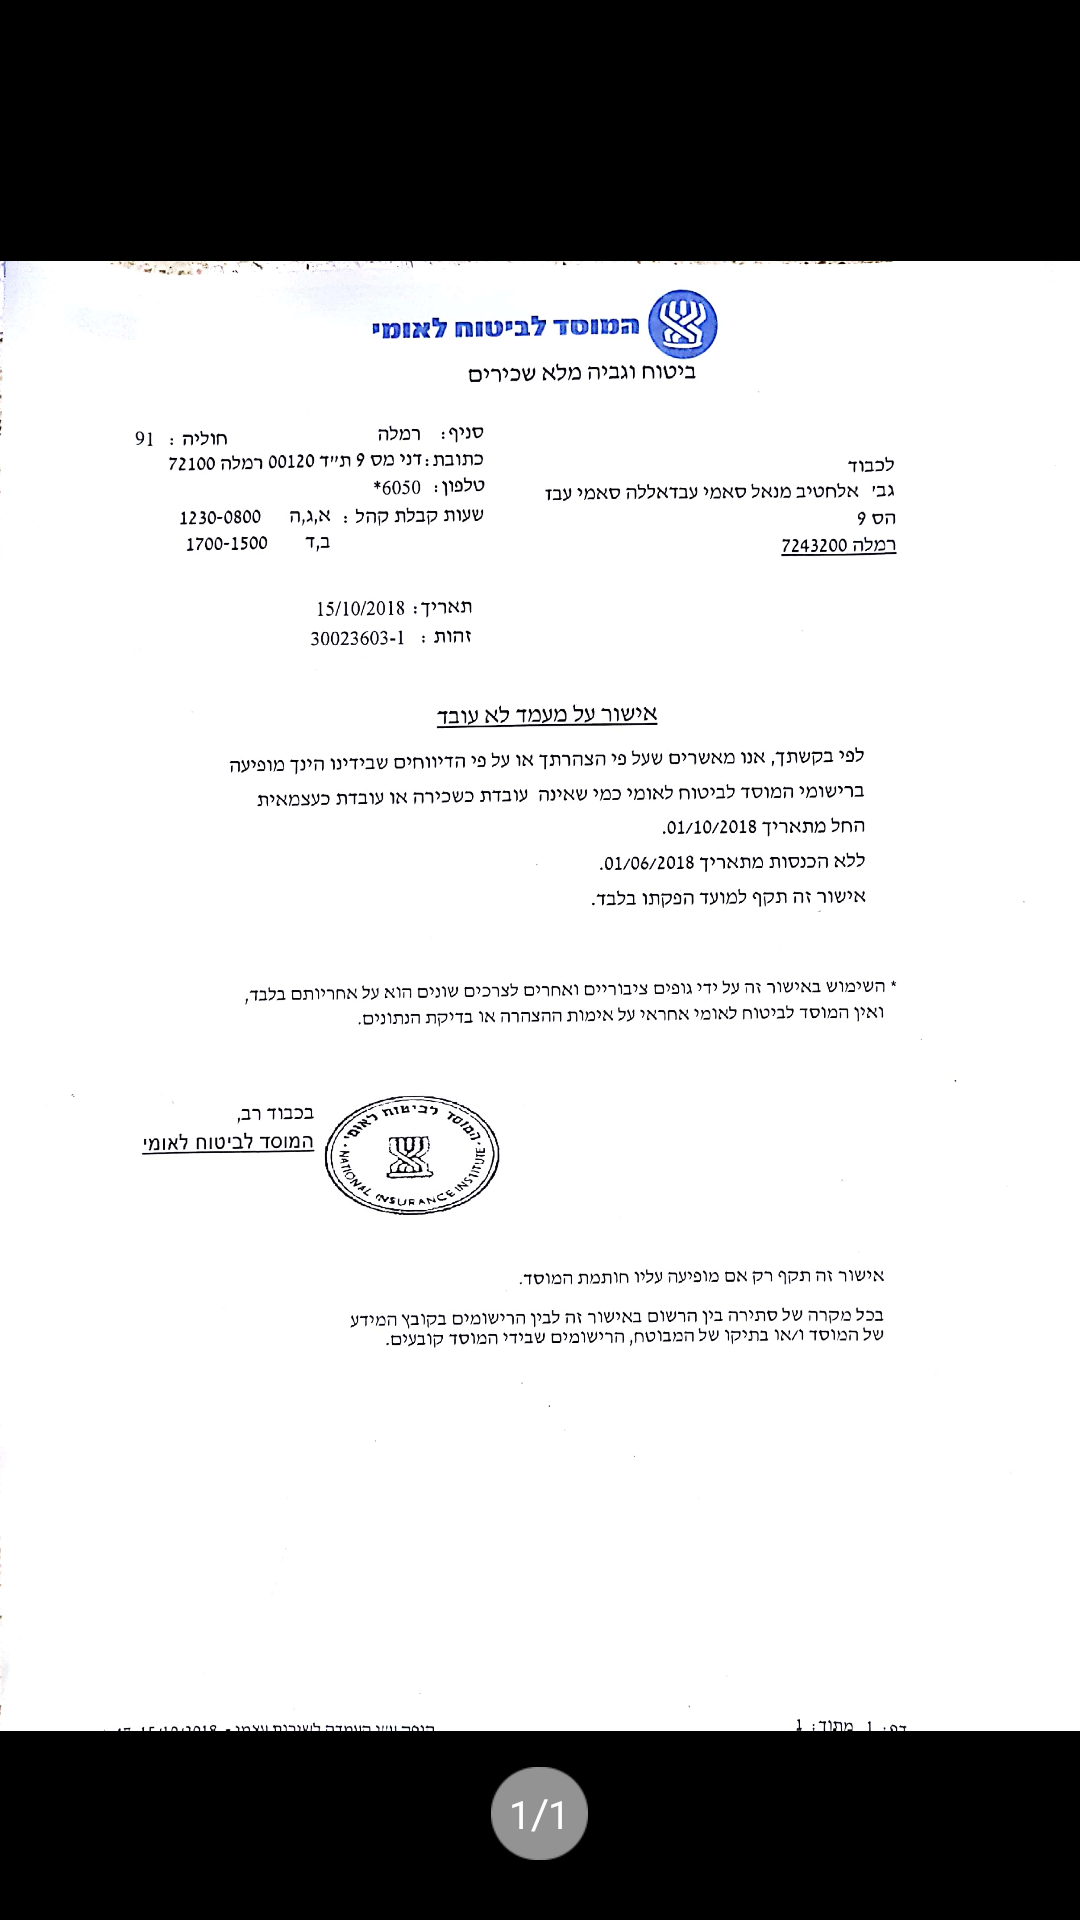 המוסד לביטוח לאומי
ביטוח וגביה מלא שכירים
סניף: רמלה חוליה: 91
כתובת: דני מס 9 ת"ד 00120 רמלה 72100
טלפון: 6050*
שעות קבלת קהל: א,ג,ה 1230-0800
ב,ד 1700-1500
לכבוד
גב' אלחטיב מנאל סאמי עבדאללה סאמי עבד
הס 9
רמלה 7243200
תאריך: 15/10/2018
זהות: 30023603-1
אישור על מעמד לא עובד
לפי בקשתך, אנו מאשרים שעל פי הצהרתך או על פי הדיווחים שבידינו הינך מופיעה
ברישומי המוסד לביטוח לאומי כמי שאינה עובדת כשכירה או עובדת כעצמאית
החל מתאריך 01/10/2018.
ללא הכנסות מתאריך 01/06/2018.
אישור זה תקף למועד הפקתו בלבד.
* השימוש באישור זה על ידי גופים ציבוריים ואחרים לצרכים שונים הוא על אחריותם בלבד,
ואין המוסד לביטוח לאומי אחראי על אימות ההצהרה או בדיקת הנתונים.
בכבוד רב,
המוסד לביטוח לאומי
המוסד לביטוח לאומי
NATIONAL INSURANCE INSTITUTE
אישור זה תקף רק אם מופיעה עליו חותמת המוסד.
בכל מקרה של סתירה בין הרשום באישור זה לבין הרישומים בקובץ המידע
של המוסד ו/או בתיקו של המבוטח, הרישומים שבידי המוסד קובעים.
דף: 1 מתוך: 1
הופק ע"י העמדה לשירות עצמי - 15/10/2018
1/1